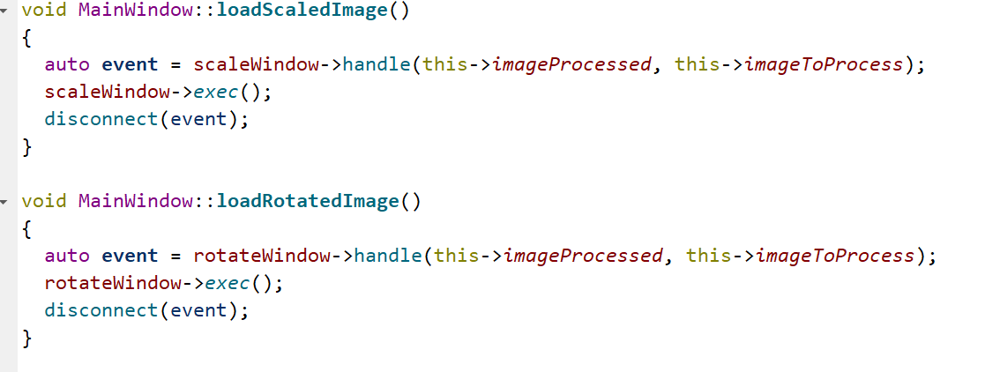 void MainWindow::loadScaledImage()
{
  auto event = scaleWindow->handle(this->imageProcessed, this->imageToProcess);
  scaleWindow->exec();
  disconnect(event);
}

void MainWindow::loadRotatedImage()
{
  auto event = rotateWindow->handle(this->imageProcessed, this->imageToProcess);
  rotateWindow->exec();
  disconnect(event);
}